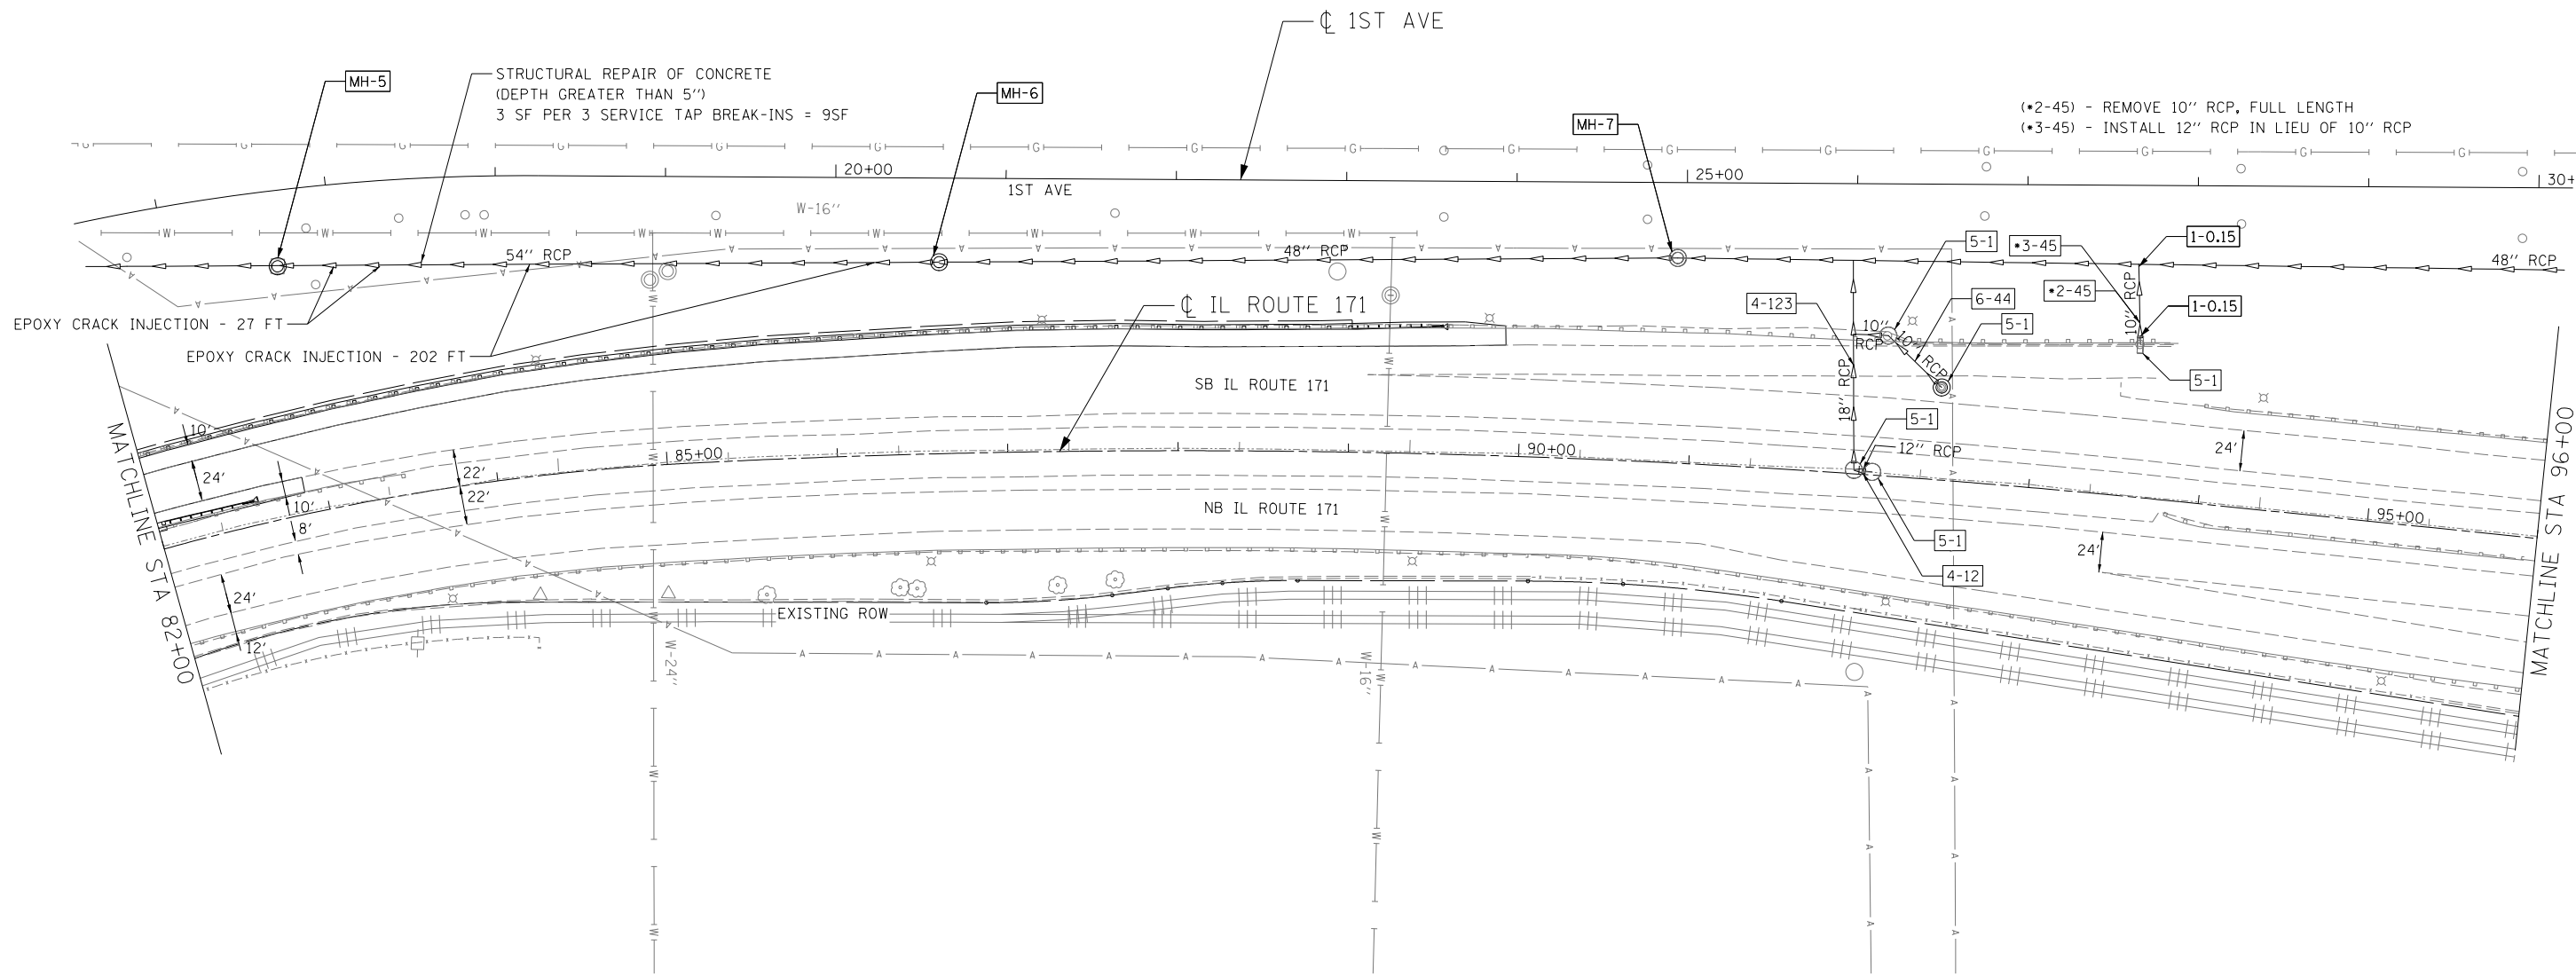 ℄ 1ST AVE
STRUCTURAL REPAIR OF CONCRETE
(DEPTH GREATER THAN 5")
3 SF PER 3 SERVICE TAP BREAK-INS = 9SF
MH-5
MH-6
MH-7
(*2-45) - REMOVE 10" RCP, FULL LENGTH
(*3-45) - INSTALL 12" RCP IN LIEU OF 10" RCP
G G G G G G G G G G G G G G G G
20+00
25+00
30+
1ST AVE
W-16"
W W W W W W W W W
54" RCP
48" RCP
48" RCP
5-1
*3-45
1-0.15
*2-45
1-0.15
10" RCP
4-123
6-44
5-1
10" RCP
10" RCP
5-1
EPOXY CRACK INJECTION - 27 FT
EPOXY CRACK INJECTION - 202 FT
℄ IL ROUTE 171
SB IL ROUTE 171
18" RCP
5-1
12" RCP
5-1
4-12
MATCHLINE STA 82+00
MATCHLINE STA 96+00
10'
24'
10'
8'
22'
22'
24'
12'
24'
24'
85+00
90+00
95+00
NB IL ROUTE 171
EXISTING ROW
W-24"
W-16"
A A A A A A A A